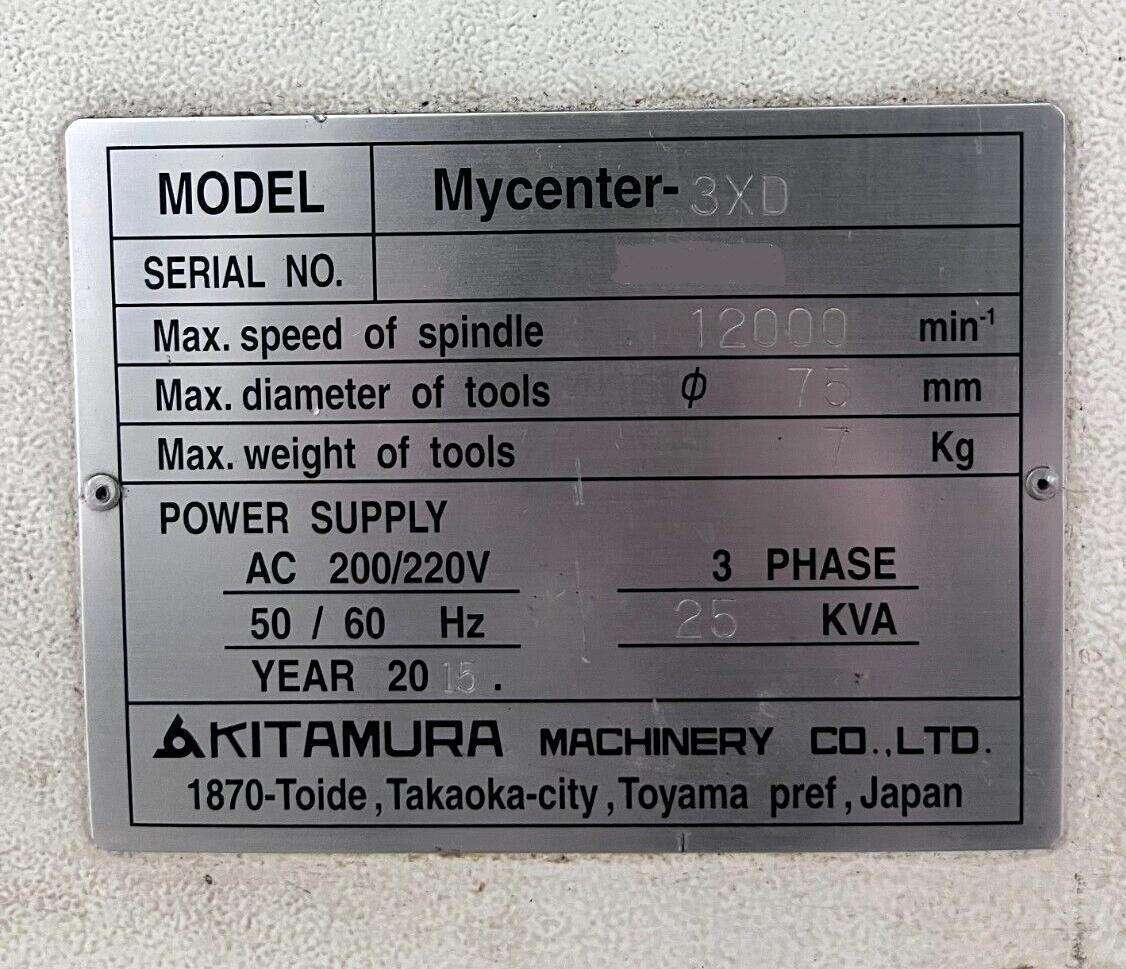 MODEL Mycenter-3XD
SERIAL NO.
Max. speed of spindle 12000 min⁻¹
Max. diameter of tools φ 75 mm
Max. weight of tools 7 Kg
POWER SUPPLY
AC 200/220V 3 PHASE
50 / 60 Hz 25 KVA
YEAR 2015.
KITAMURA MACHINERY CO.,LTD.
1870-Toide, Takaoka-city, Toyama pref, Japan